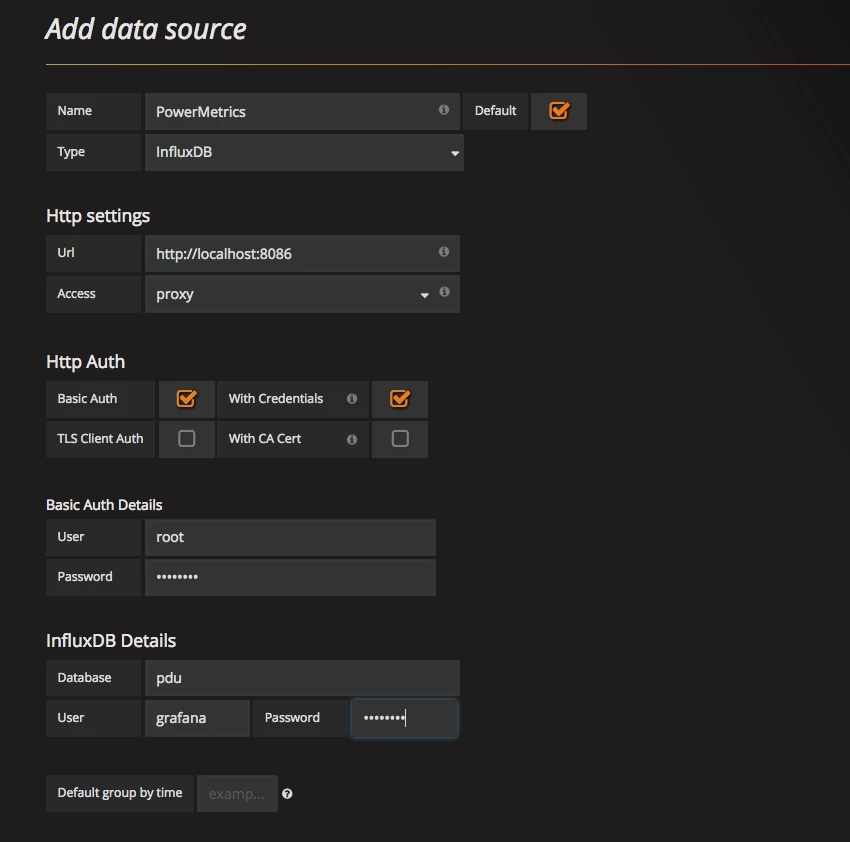 Add data source
Name PowerMetrics Default
Type InfluxDB
Http settings
Url http://localhost:8086
Access proxy
Http Auth
Basic Auth With Credentials
TLS Client Auth With CA Cert
Basic Auth Details
User root
Password ••••••••
InfluxDB Details
Database pdu
User grafana Password ••••••••
Default group by time examp...